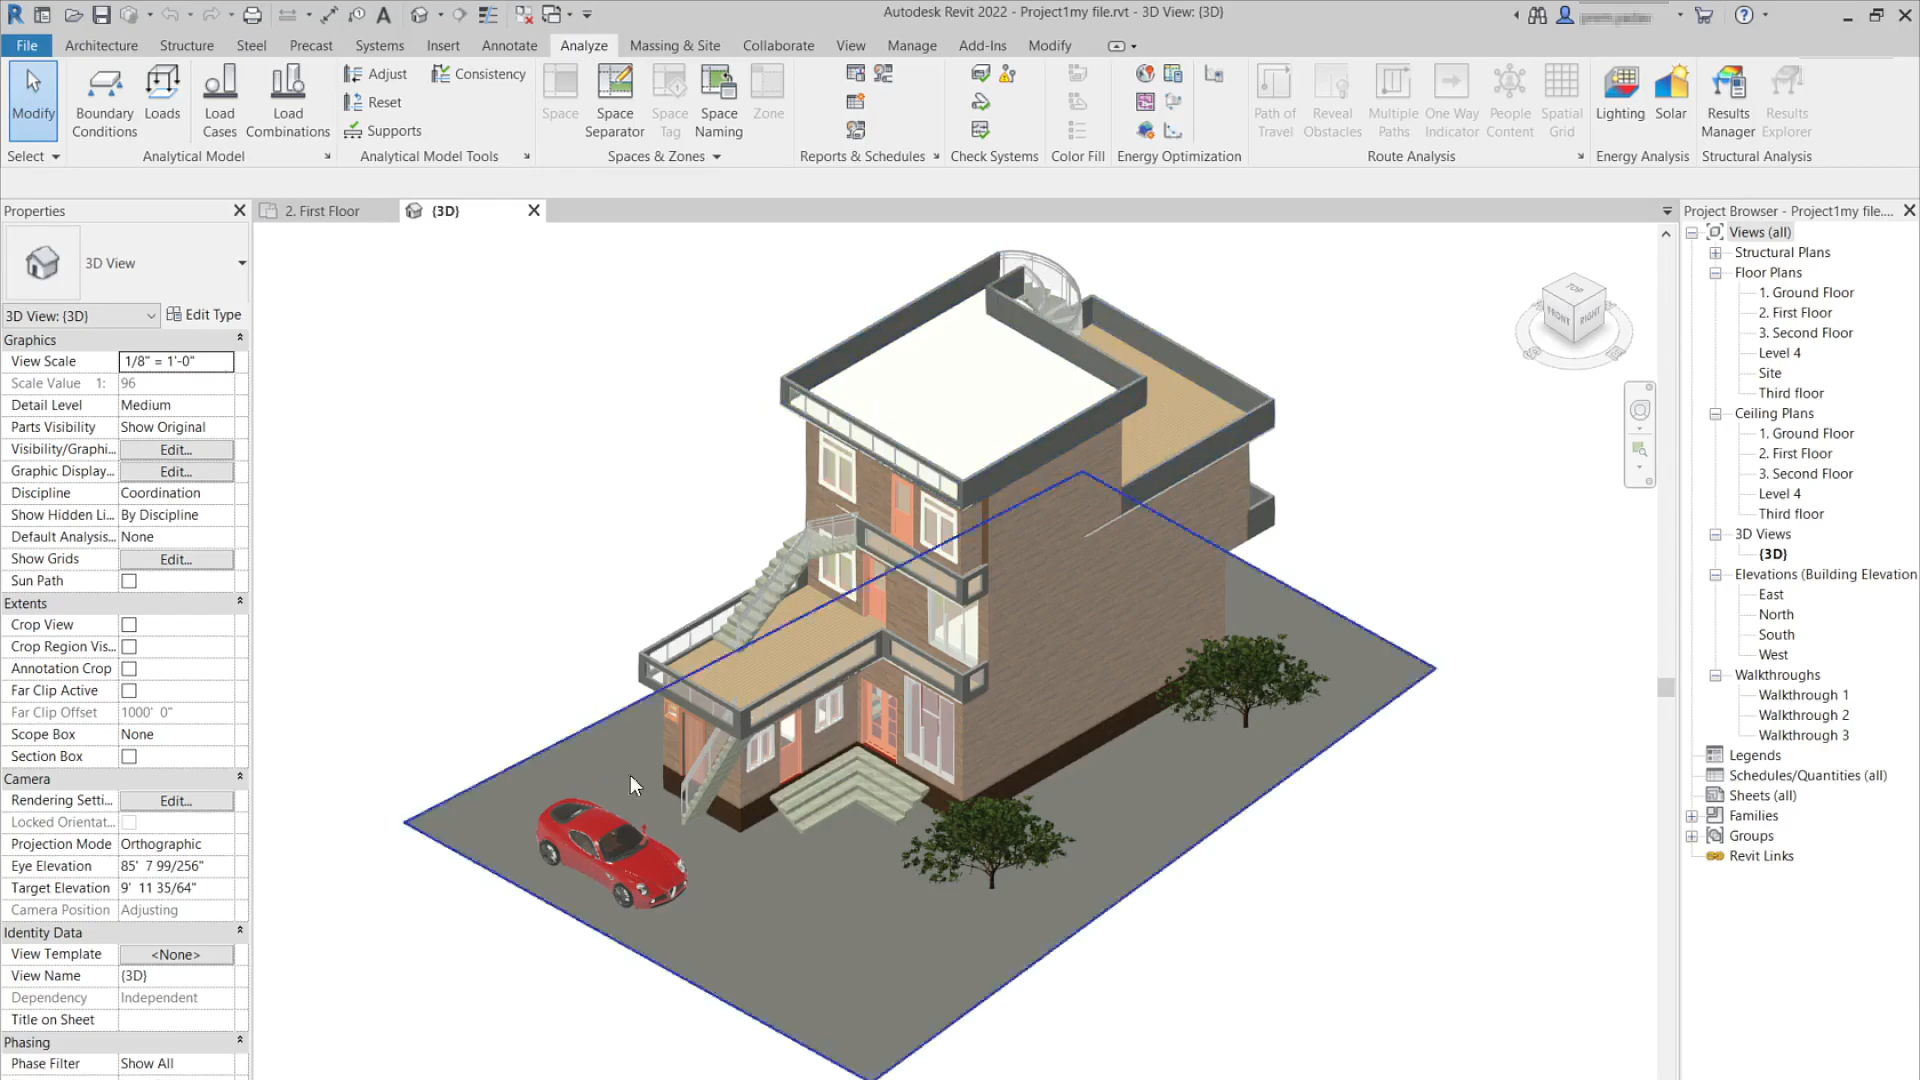 Autodesk Revit 2022 - Project1my file.rvt - 3D View: {3D}
File Architecture Structure Steel Precast Systems Insert Annotate Analyze Massing & Site Collaborate View Manage Add-Ins Modify
Modify
Boundary Conditions
Loads
Load Cases
Load Combinations
Adjust
Reset
Supports
Consistency
Space
Space Separator
Space Tag
Space Naming
Zone
Path of Travel
Reveal Obstacles
Multiple Paths
One Way Indicator
People Content
Spatial Grid
Lighting
Solar
Results Manager
Results Explorer
Select Analytical Model Analytical Model Tools Spaces & Zones Reports & Schedules Check Systems Color Fill Energy Optimization Route Analysis Energy Analysis Structural Analysis
Properties
3D View
3D View: {3D} Edit Type
Graphics
View Scale 1/8" = 1'-0"
Scale Value 1: 96
Detail Level Medium
Parts Visibility Show Original
Visibility/Graphi... Edit...
Graphic Display... Edit...
Discipline Coordination
Show Hidden Li... By Discipline
Default Analysis... None
Show Grids Edit...
Sun Path
Extents
Crop View
Crop Region Vis...
Annotation Crop
Far Clip Active
Far Clip Offset 1000' 0"
Scope Box None
Section Box
Camera
Rendering Setti... Edit...
Locked Orientat...
Projection Mode Orthographic
Eye Elevation 85' 7 99/256"
Target Elevation 9' 11 35/64"
Camera Position Adjusting
Identity Data
View Template <None>
View Name {3D}
Dependency Independent
Title on Sheet
Phasing
Phase Filter Show All
2. First Floor {3D}
TOP
FRONT RIGHT
Project Browser - Project1my file....
Views (all)
Structural Plans
Floor Plans
1. Ground Floor
2. First Floor
3. Second Floor
Level 4
Site
Third floor
Ceiling Plans
1. Ground Floor
2. First Floor
3. Second Floor
Level 4
Third floor
3D Views
{3D}
Elevations (Building Elevation
East
North
South
West
Walkthroughs
Walkthrough 1
Walkthrough 2
Walkthrough 3
Legends
Schedules/Quantities (all)
Sheets (all)
Families
Groups
Revit Links